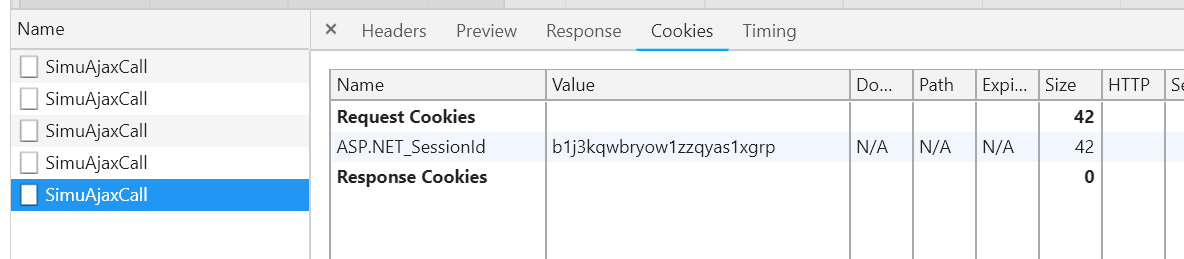 Name
× Headers Preview Response Cookies Timing
SimuAjaxCall
SimuAjaxCall
SimuAjaxCall
SimuAjaxCall
SimuAjaxCall
Name Value Do... Path Expi... Size HTTP Se
Request Cookies 42
ASP.NET_SessionId b1j3kqwbryow1zzqyas1xgrp N/A N/A N/A 42
Response Cookies 0